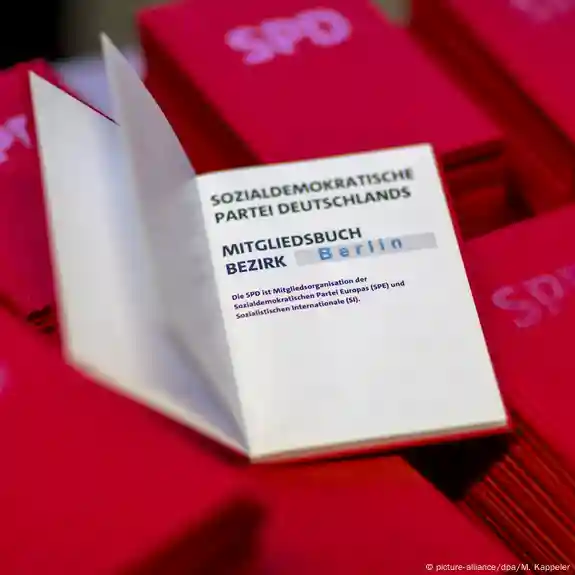 SPD
SOZIALDEMOKRATISCHE
PARTEI DEUTSCHLANDS
MITGLIEDSBUCH
BEZIRK Berlin
Die SPD ist Mitgliedsorganisation der
Sozialdemokratischen Partei Europas (SPE) und
Sozialistischen Internationale (SI).
SPD
© picture-alliance/dpa/M. Kappeler